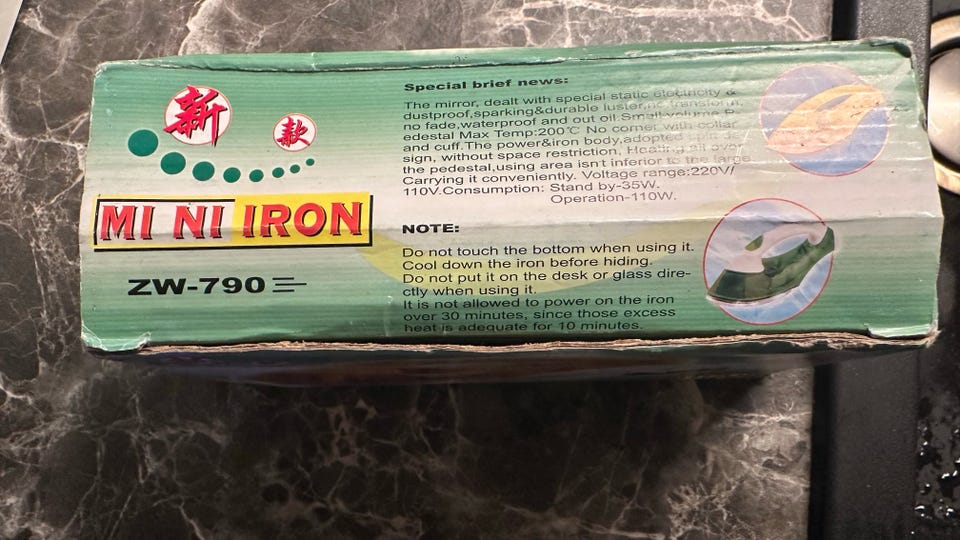 新款
MI NI IRON
ZW-790
Special brief news:
The mirror, dealt with special static electricity &
dustproof,sparking&durable luster,no transform,
no fade,waterproof and out oil.Small volume P
edestal Max Temp:200℃ No corner with collar
and cuff.The power&iron body,adopted
sign, without space restriction, Heating all over
the pedestal,using area isn't inferior to the large
Carrying it conveniently. Voltage range:220V/
110V.Consumption: Stand by-35W.
Operation-110W.
NOTE:
Do not touch the bottom when using it.
Cool down the iron before hiding.
Do not put it on the desk or glass dire-
ctly when using it.
It is not allowed to power on the iron
over 30 minutes, since those excess
heat is adequate for 10 minutes.